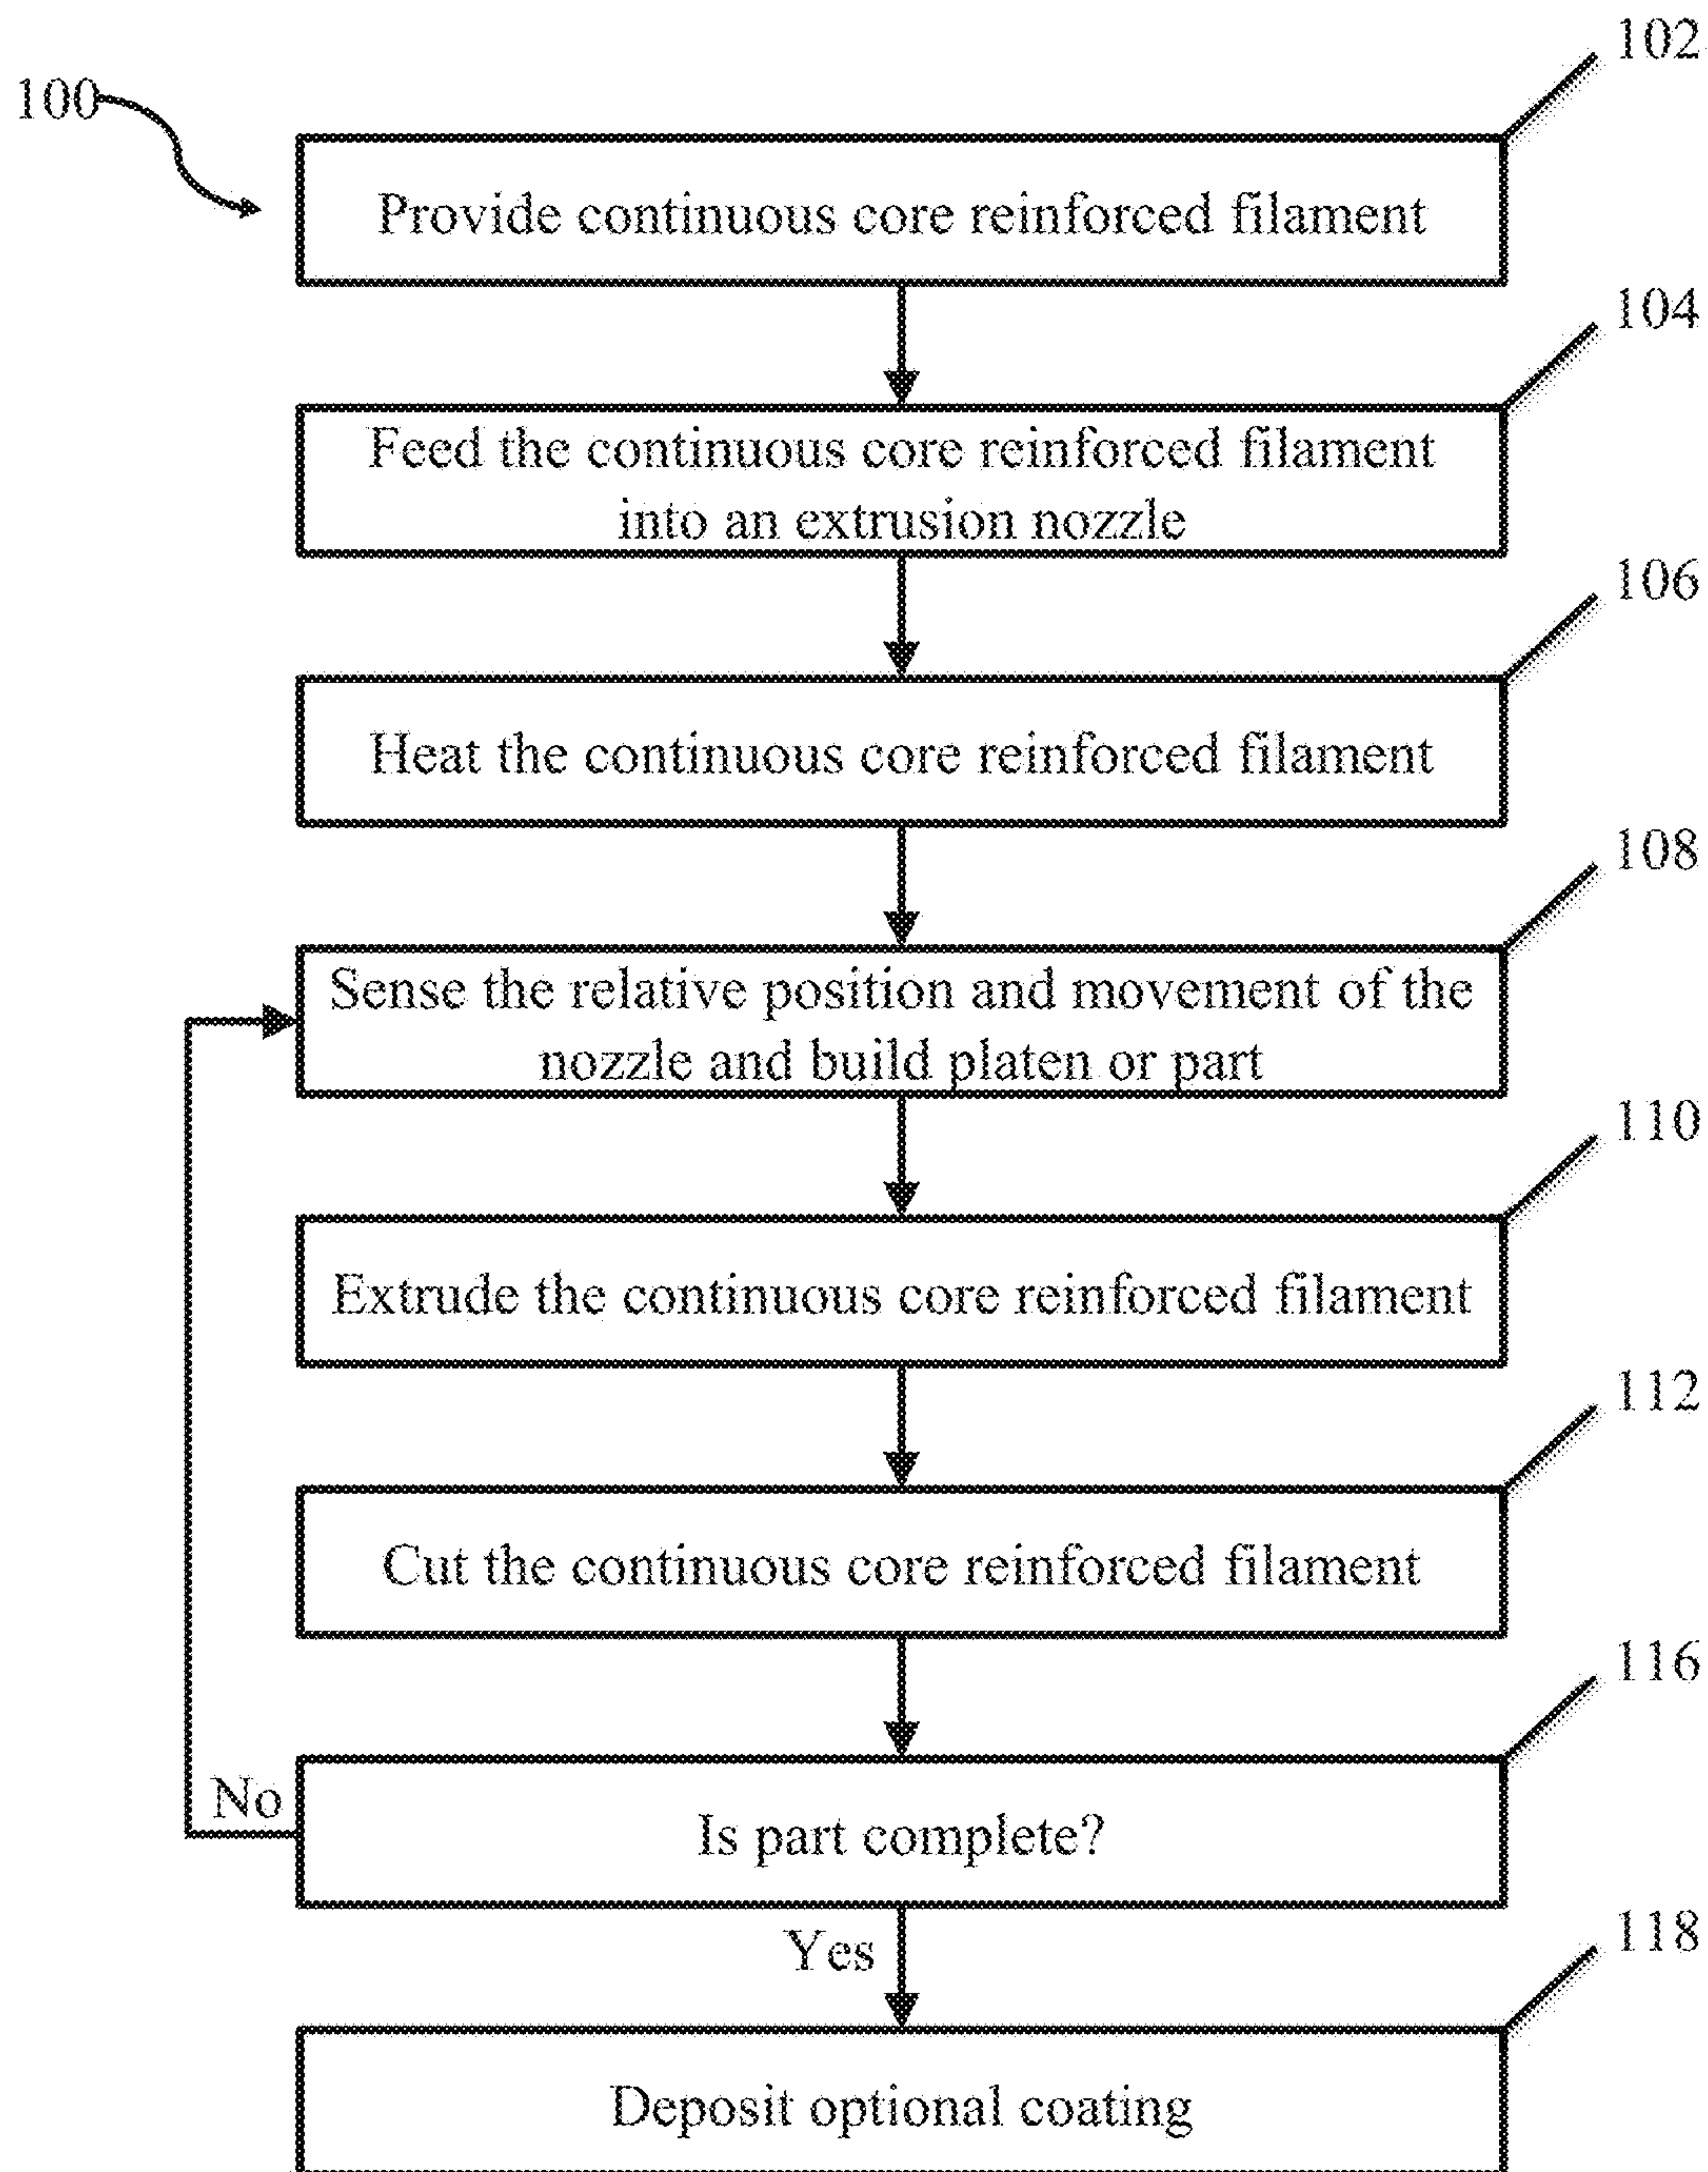 102
100
Provide continuous core reinforced filament
104
Feed the continuous core reinforced filament
into an extrusion nozzle
106
Heat the continuous core reinforced filament
108
Sense the relative position and movement of the
nozzle and build platen or part
110
Extrude the continuous core reinforced filament
112
Cut the continuous core reinforced filament
116
No
Is part complete?
118
Yes
Deposit optional coating